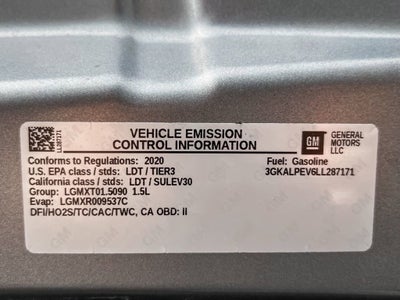 LL287171
VEHICLE EMISSION
CONTROL INFORMATION
GM
GENERAL
MOTORS
LLC
Conforms to Regulations: 2020
Fuel: Gasoline
U.S. EPA class / stds: LDT / TIER3
3GKALPEV6LL287171
California class / stds: LDT / SULEV30
Group: LGMXT01.5090 1.5L
Evap: LGMXR009537C
DFI/HO2S/TC/CAC/TWC, CA OBD: II